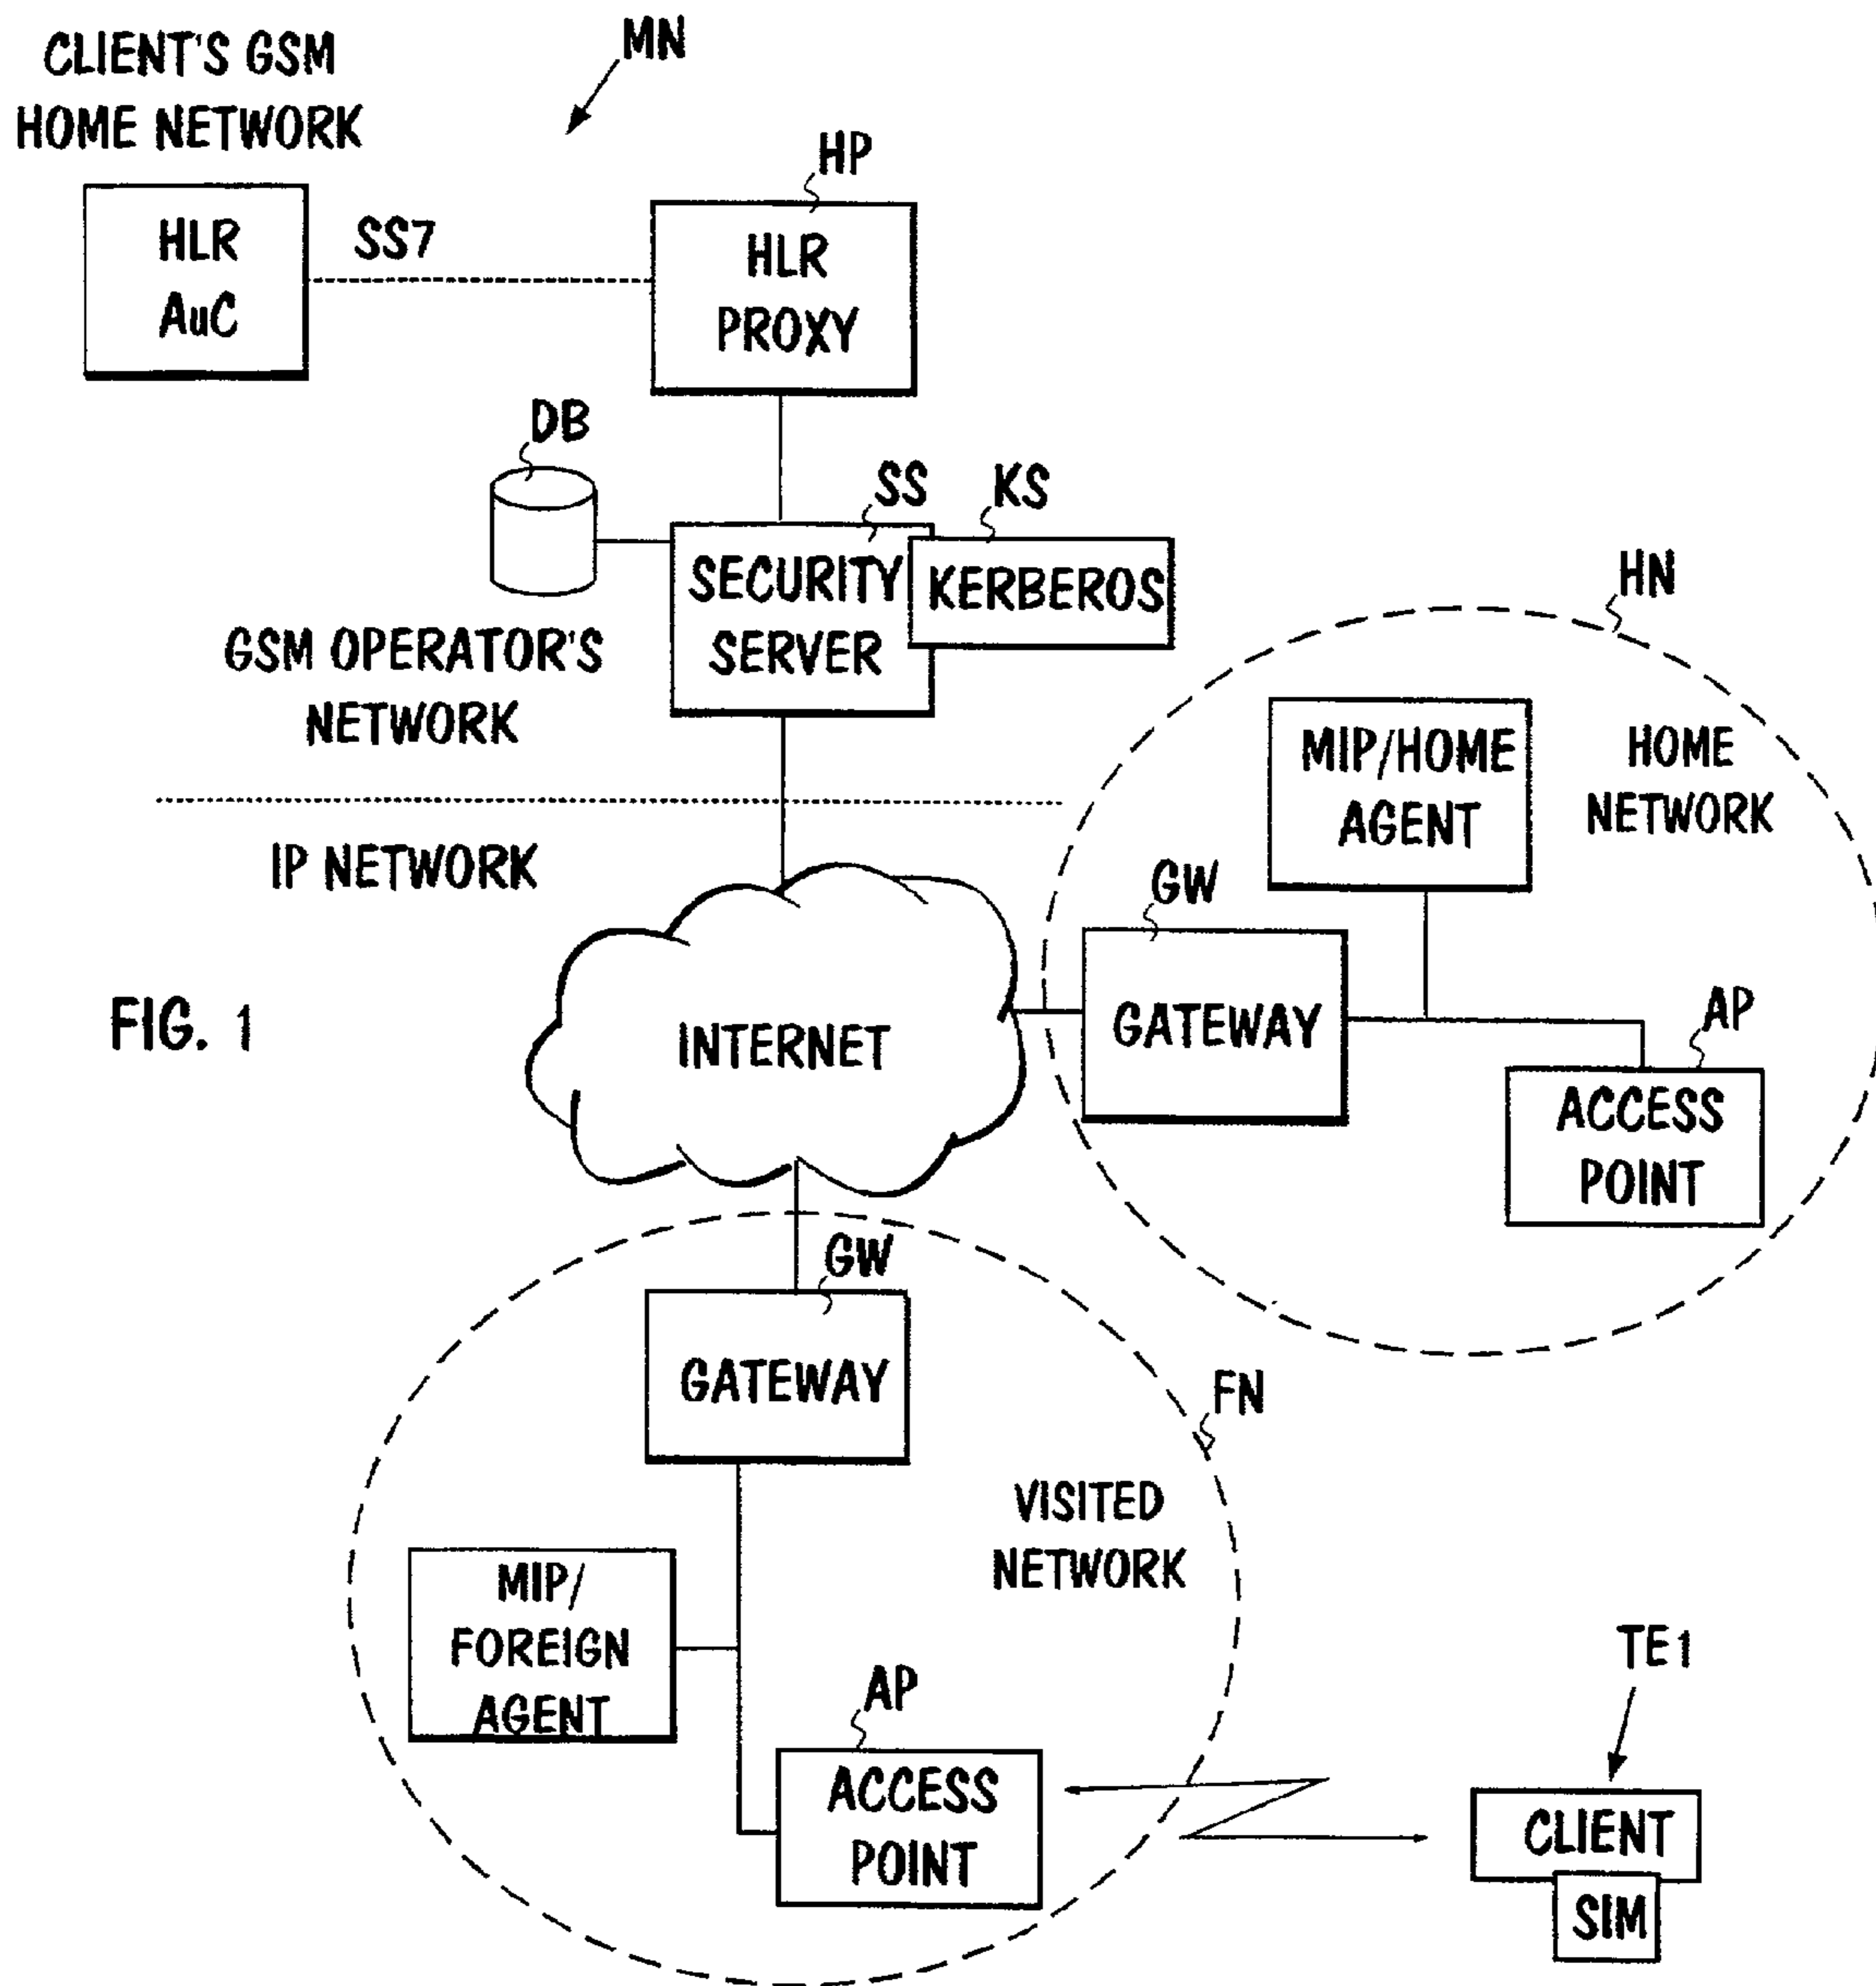 CLIENT'S GSM
HOME NETWORK
MN
HP
HLR
AuC
SS7
HLR
PROXY
DB
SS
KS
SECURITY
SERVER
KERBEROS
GSM OPERATOR'S
NETWORK
HN
MIP/HOME
AGENT
HOME
NETWORK
IP NETWORK
GW
GATEWAY
INTERNET
FIG. 1
AP
ACCESS
POINT
GW
GATEWAY
FN
VISITED
NETWORK
MIP/
FOREIGN
AGENT
AP
ACCESS
POINT
TE1
CLIENT
SIM